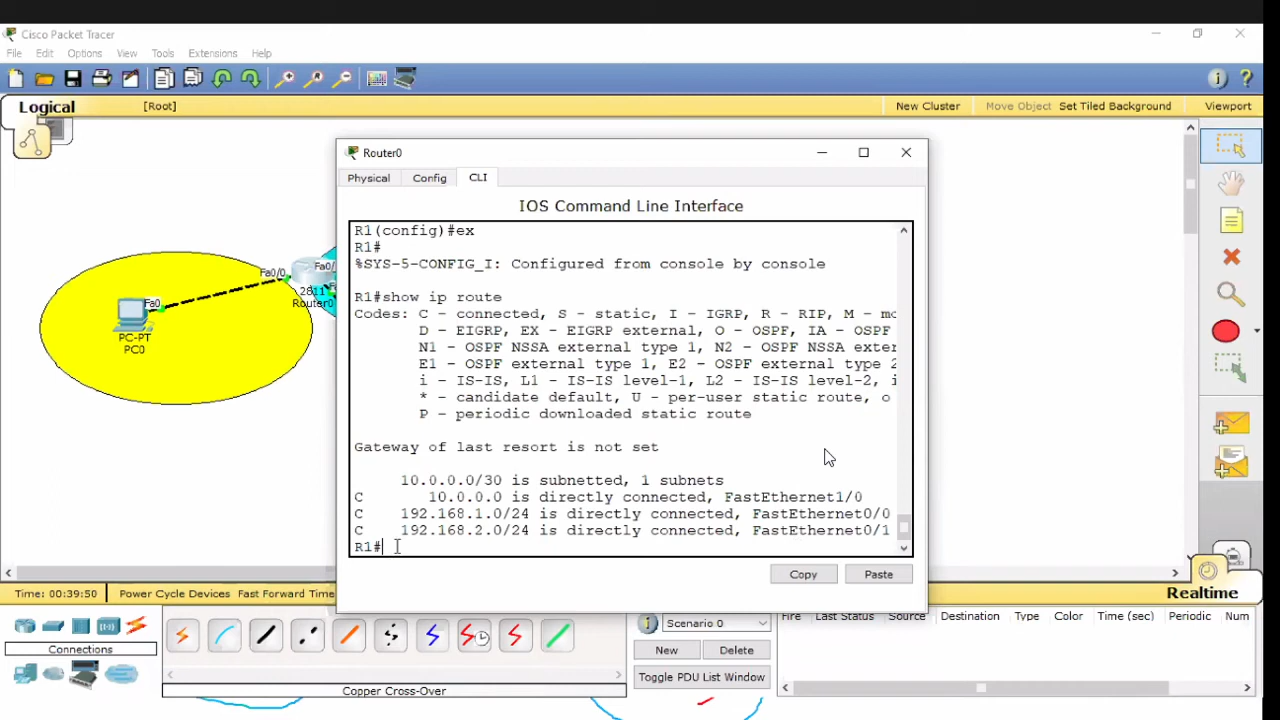 Cisco Packet Tracer
File Edit Options View Tools Extensions Help
Logical [Root] New Cluster Move Object Set Tiled Background Viewport
Router0
Physical Config CLI
IOS Command Line Interface
R1(config)#ex
R1#
%SYS-5-CONFIG_I: Configured from console by console
R1#show ip route
Codes: C - connected, S - static, I - IGRP, R - RIP, M - mo
D - EIGRP, EX - EIGRP external, O - OSPF, IA - OSPF
N1 - OSPF NSSA external type 1, N2 - OSPF NSSA exter
E1 - OSPF external type 1, E2 - OSPF external type 2
i - IS-IS, L1 - IS-IS level-1, L2 - IS-IS level-2, i
* - candidate default, U - per-user static route, o
P - periodic downloaded static route
Gateway of last resort is not set
10.0.0.0/30 is subnetted, 1 subnets
C 10.0.0.0 is directly connected, FastEthernet1/0
C 192.168.1.0/24 is directly connected, FastEthernet0/0
C 192.168.2.0/24 is directly connected, FastEthernet0/1
R1#
Copy Paste
Fa0/0 Fa0/
2811
Router0
Fa0
PC-PT
PC0
Time: 00:39:50 Power Cycle Devices Fast Forward Time
Realtime
Connections
Copper Cross-Over
Scenario 0
New Delete
Toggle PDU List Window
Fire Last Status Source Destination Type Color Time (sec) Periodic Num